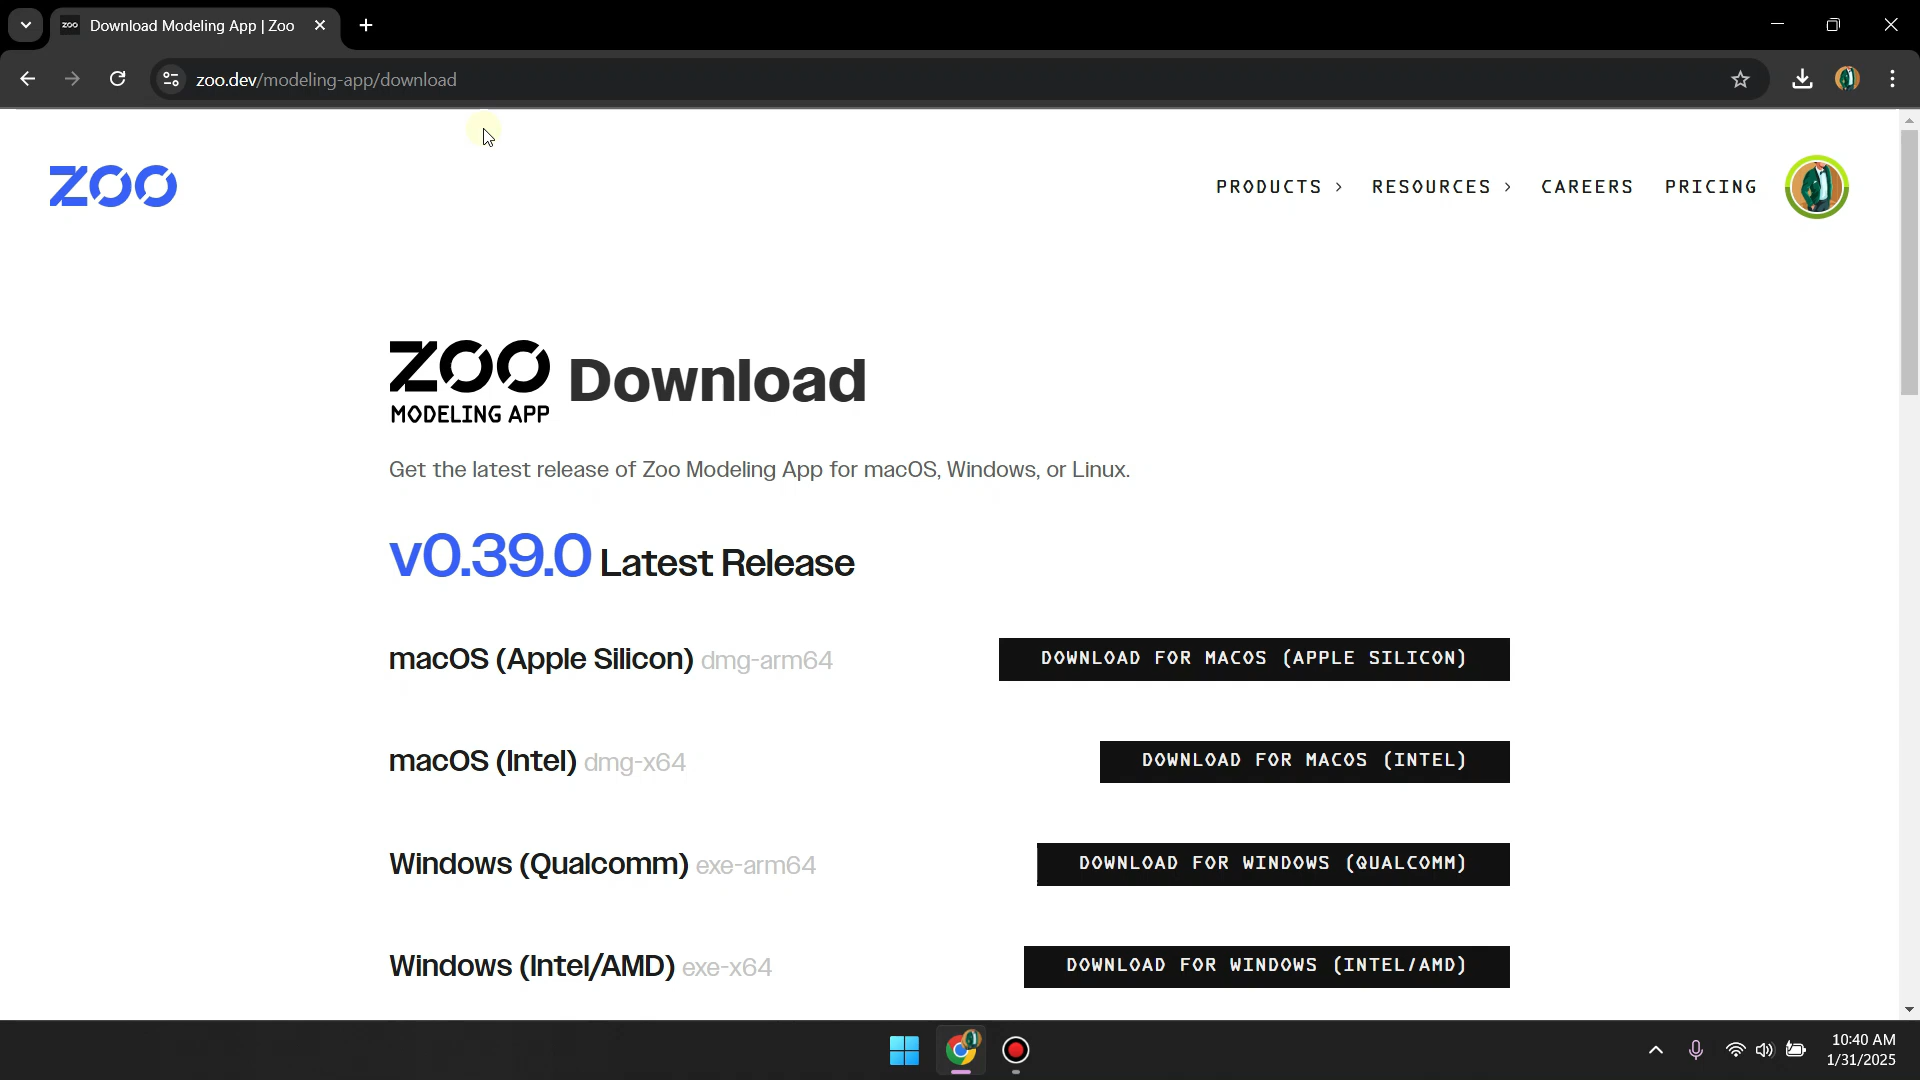 zoo
Download Modeling App | Zoo
zoo.dev/modeling-app/download
ZOO
PRODUCTS >
RESOURCES >
CAREERS
PRICING
ZOO
MODELING APP
Download
Get the latest release of Zoo Modeling App for macOS, Windows, or Linux.
v0.39.0 Latest Release
macOS (Apple Silicon) dmg-arm64
DOWNLOAD FOR MACOS (APPLE SILICON)
macOS (Intel) dmg-x64
DOWNLOAD FOR MACOS (INTEL)
Windows (Qualcomm) exe-arm64
DOWNLOAD FOR WINDOWS (QUALCOMM)
Windows (Intel/AMD) exe-x64
DOWNLOAD FOR WINDOWS (INTEL/AMD)
10:40 AM
1/31/2025